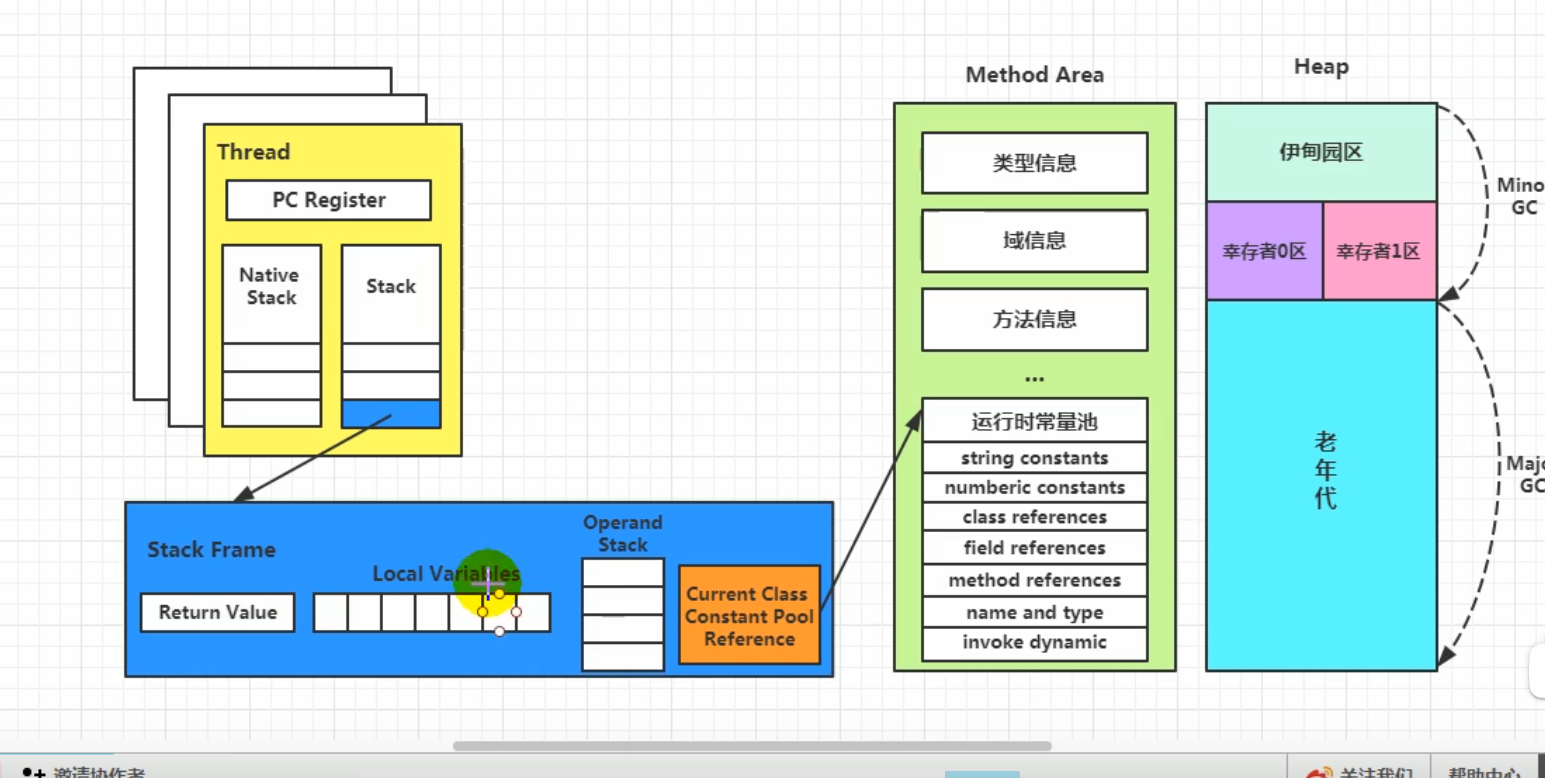 Method Area
Heap
Thread
PC Register
Native
Stack
Stack
类型信息
域信息
方法信息
...
运行时常量池
string constants
numberic constants
class references
field references
method references
name and type
invoke dynamic
伊甸园区
幸存者0区
幸存者1区
老
年
代
Mino
GC
Majo
GC
Stack Frame
Return Value
Local Variables
Operand
Stack
Current Class
Constant Pool
Reference
邀请协作者
关注我们
帮助中心